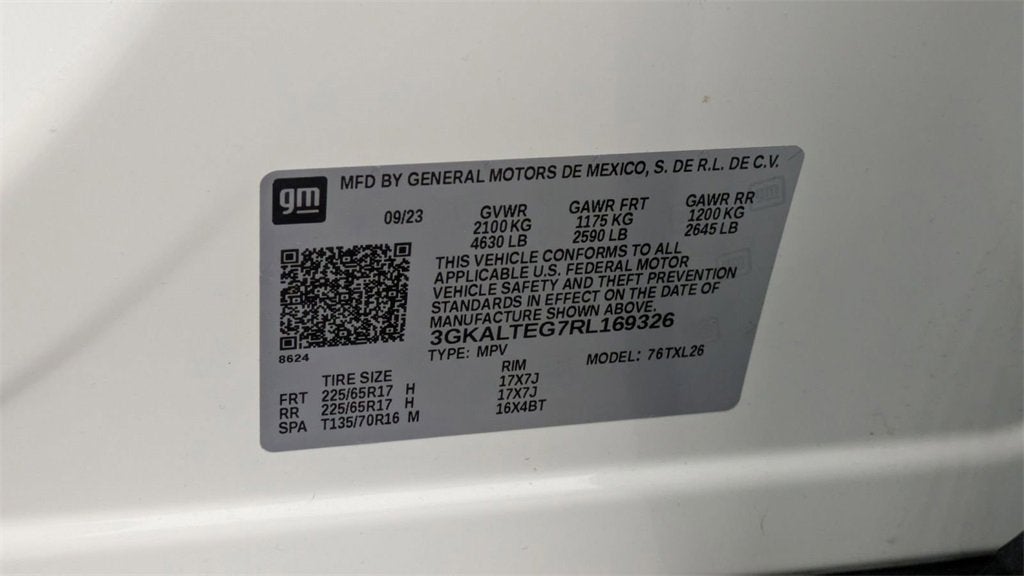 gm MFD BY GENERAL MOTORS DE MEXICO, S. DE R.L. DE C.V.
09/23 GVWR GAWR FRT GAWR RR
2100 KG 1175 KG 1200 KG
4630 LB 2590 LB 2645 LB
THIS VEHICLE CONFORMS TO ALL
APPLICABLE U.S. FEDERAL MOTOR
VEHICLE SAFETY AND THEFT PREVENTION
STANDARDS IN EFFECT ON THE DATE OF
MANUFACTURE SHOWN ABOVE.
3GKALTEG7RL169326
8624
TYPE: MPV MODEL: 76TXL26
TIRE SIZE RIM
FRT 225/65R17 H 17X7J
RR 225/65R17 H 17X7J
SPA T135/70R16 M 16X4BT
gm
gm